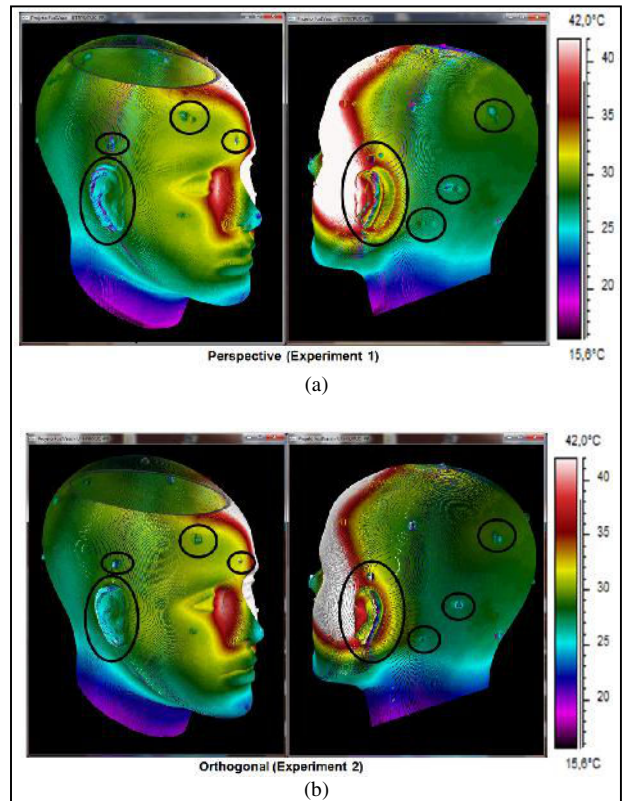 42,0°C
40
35
30
25
20
15,6°C
Perspective (Experiment 1)
(a)
42,0°C
40
35
30
25
20
15,6°C
Orthogonal (Experiment 2)
(b)